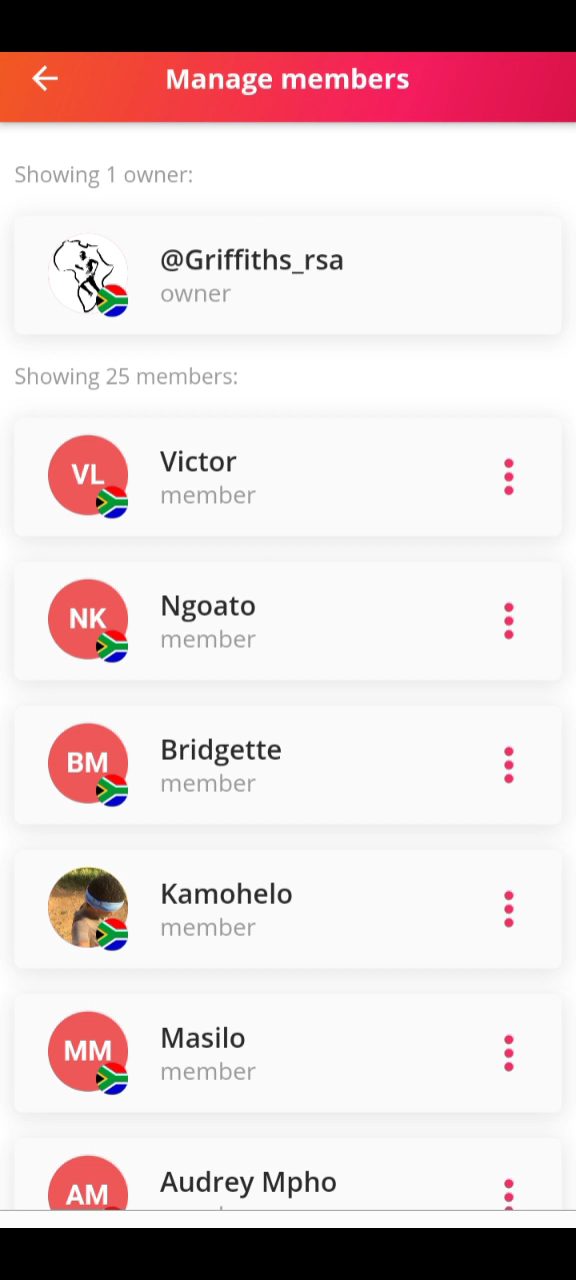 Manage members
Showing 1 owner:
@Griffiths_rsa
owner
Showing 25 members:
VL
Victor
member
NK
Ngoato
member
BM
Bridgette
member
Kamohelo
member
MM
Masilo
member
AM
Audrey Mpho